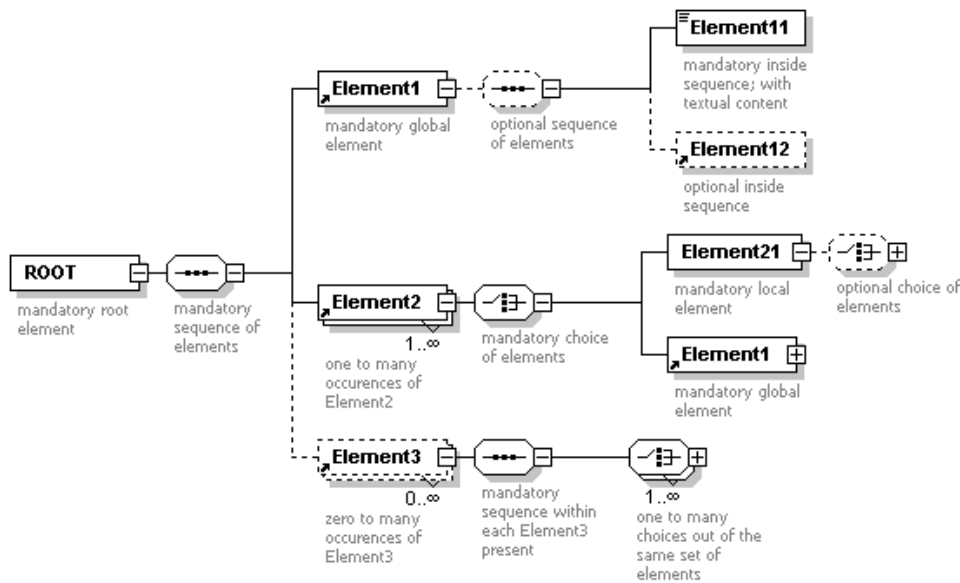 Element11
mandatory inside
sequence; with
textual content
Element1
mandatory global
element
optional sequence
of elements
Element12
optional inside
sequence
ROOT
mandatory root
element
mandatory
sequence of
elements
Element2
1..∞
one to many
occurences of
Element2
mandatory choice
of elements
Element21
mandatory local
element
optional choice of
elements
Element1
mandatory global
element
Element3
0..∞
zero to many
occurences of
Element3
mandatory
sequence within
each Element3
present
1..∞
one to many
choices out of the
same set of
elements